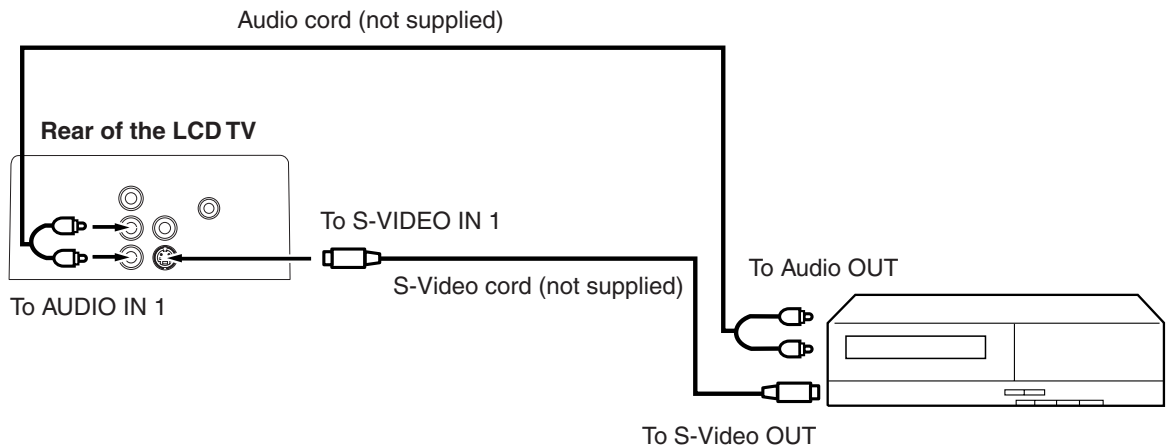 Audio cord (not supplied)
Rear of the LCD TV
To S-VIDEO IN 1
To Audio OUT
S-Video cord (not supplied)
To AUDIO IN 1
To S-Video OUT